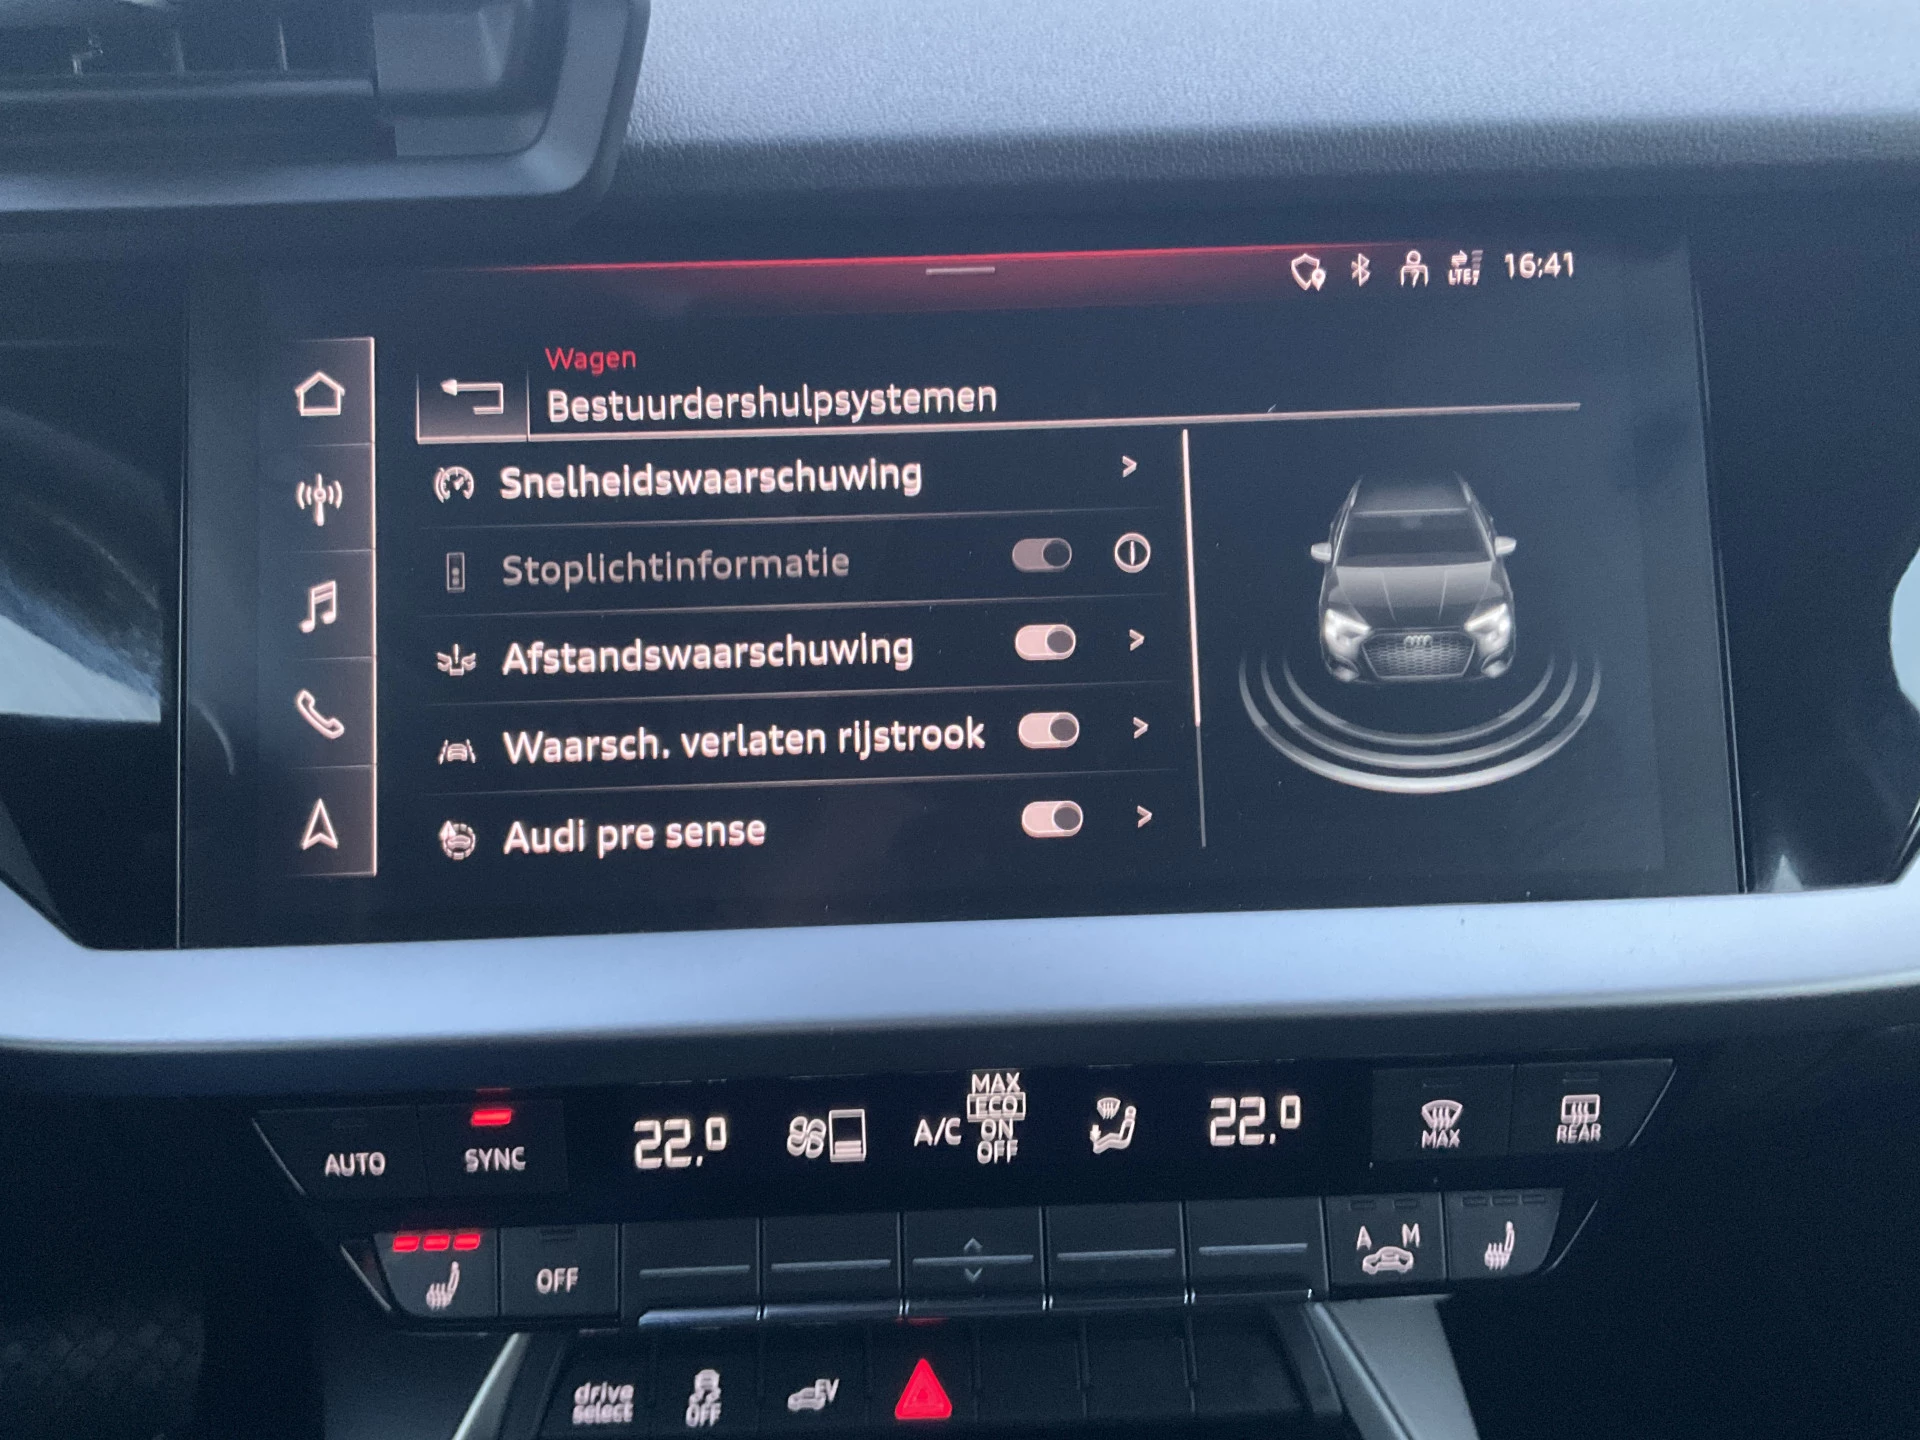 LTE
16:41
Wagen
Bestuurdershulpsystemen
Snelheidswaarschuwing
Stoplichtinformatie
Afstandswaarschuwing
Waarsch. verlaten rijstrook
Audi pre sense
AUTO
SYNC
22.0
A/C
MAX
ECO
ON
OFF
22.0
MAX
REAR
OFF
A M
drive
select
OFF
EV